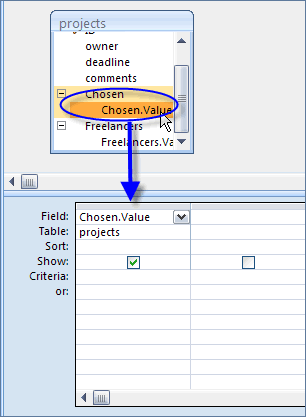 projects
ID
owner
deadline
comments
Chosen
Chosen.Value
Freelancers
Freelancers.Va
Field: Chosen.Value
Table: projects
Sort:
Show:
Criteria:
or: